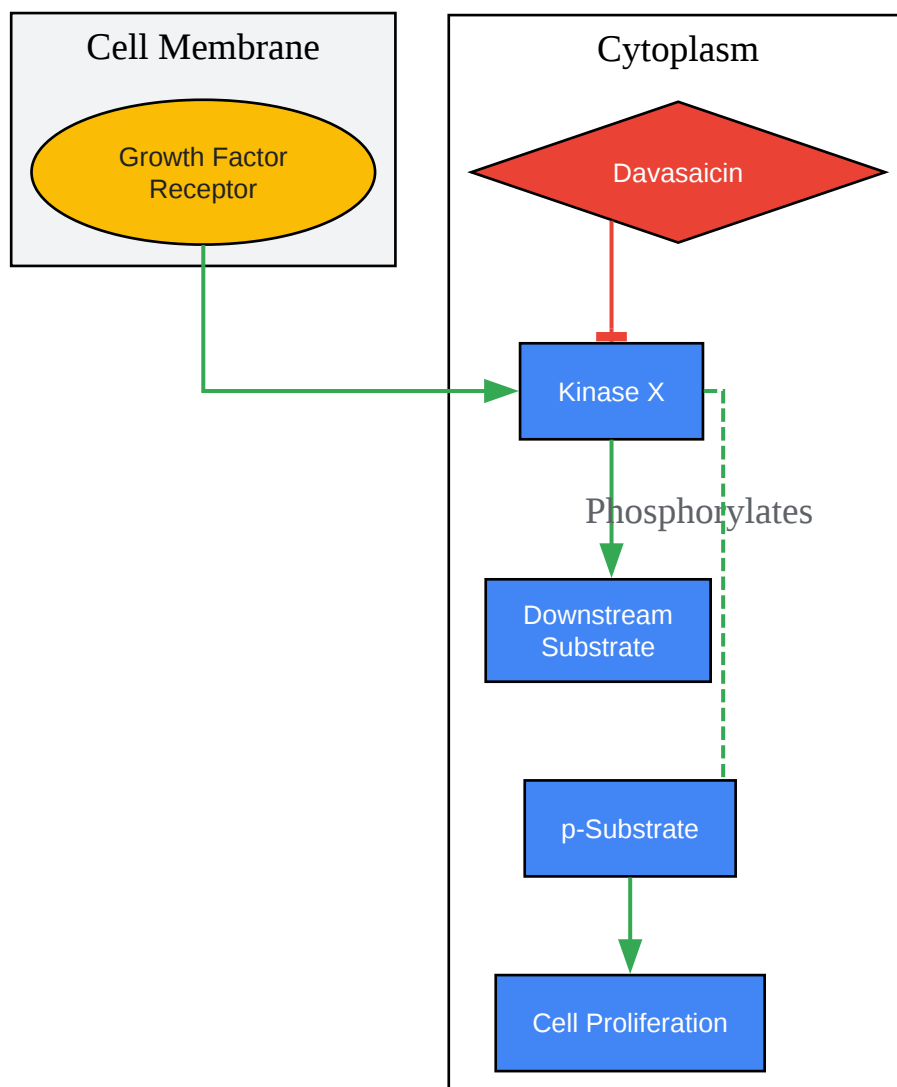 Cell Membrane
Growth Factor
Receptor
Cytoplasm
Davasaicin
Kinase X
Phosphorylates
Downstream
Substrate
p-Substrate
Cell Proliferation